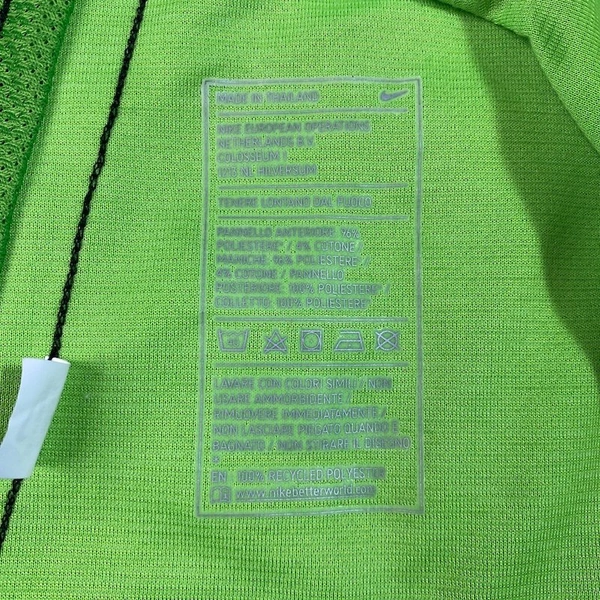 MADE IN THAILAND
NIKE EUROPEAN OPERATIONS
NETHERLANDS B.V.
COLOSSEUM 1
1213 NL HILVERSUM
TENERE LONTANO DAL FUOCO
PANNELLO ANTERIORE: 96%
POLIESTERE* / 4% COTONE /
MANICHE: 96% POLIESTERE* /
4% COTONE / PANNELLO
POSTERIORE: 100% POLIESTERE* /
COLLETTO: 100% POLIESTERE*
LAVARE CON COLORI SIMILI / NON
USARE AMMORBIDENTE /
RIMUOVERE IMMEDIATAMENTE /
NON LASCIARE PIEGATO QUANDO È
BAGNATO / NON STIRARE IL DISEGNO
EN: *100% RECYCLED POLYESTER
www.nikebetterworld.com